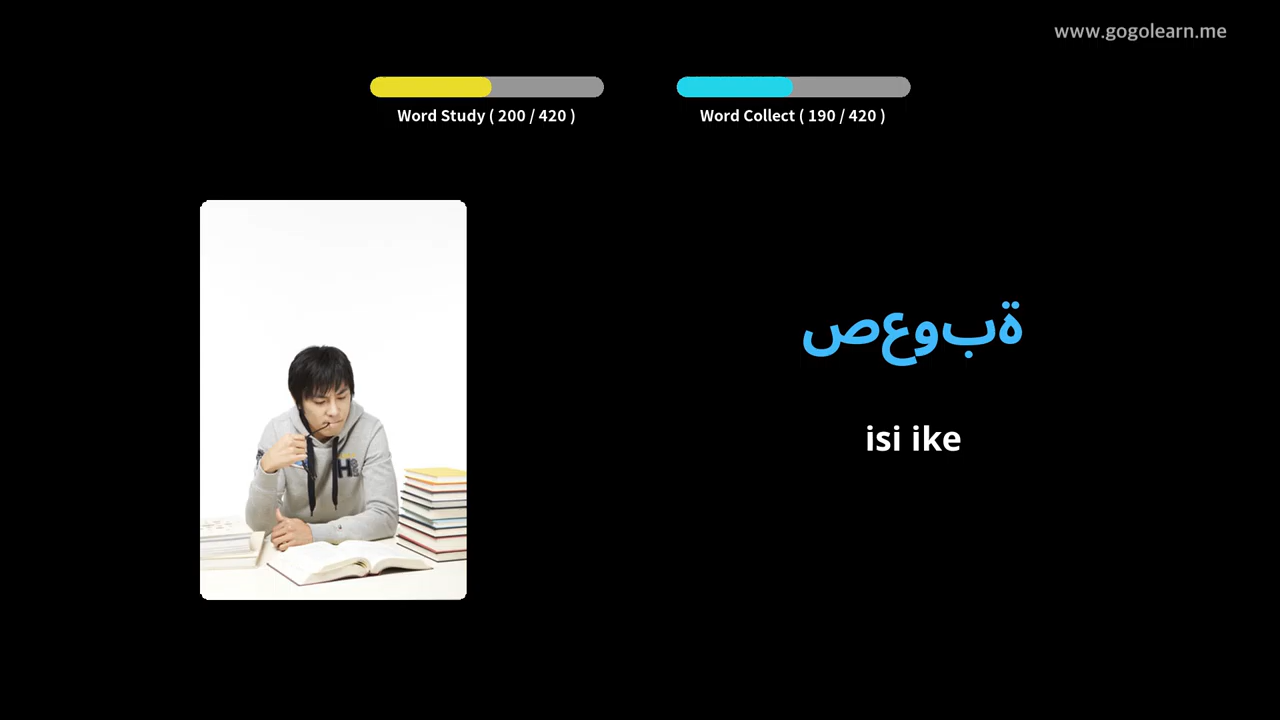 www.gogolearn.me
Word Study ( 200 / 420 )
Word Collect ( 190 / 420 )
صعوبة
isi ike